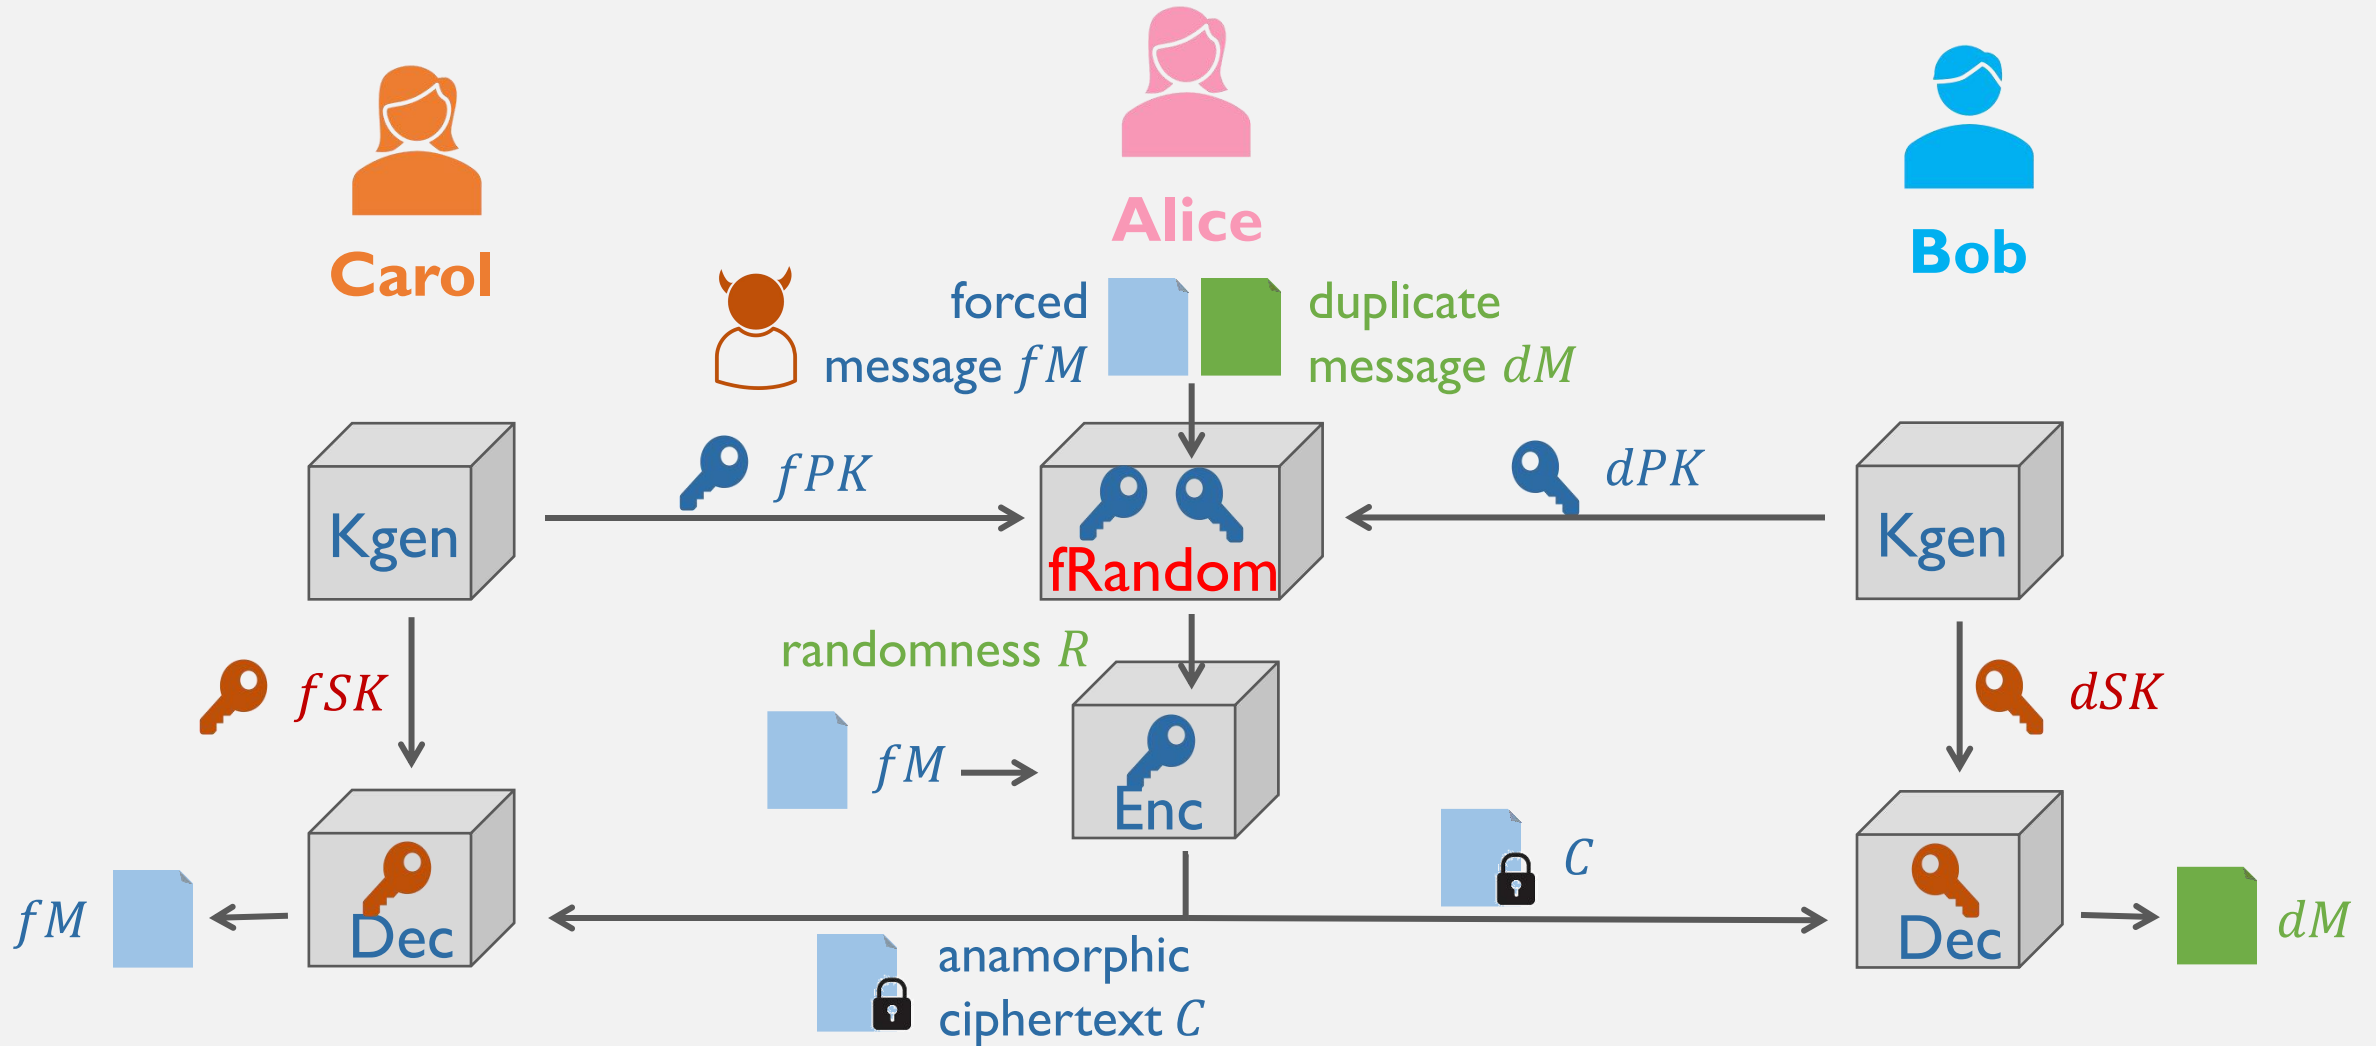 Carol
Alice
Bob
forced
message fM
duplicate
message dM
fPK
dPK
Kgen
fRandom
Kgen
randomness R
fSK
dSK
fM
Enc
C
fM
Dec
Dec
dM
anamorphic
ciphertext C